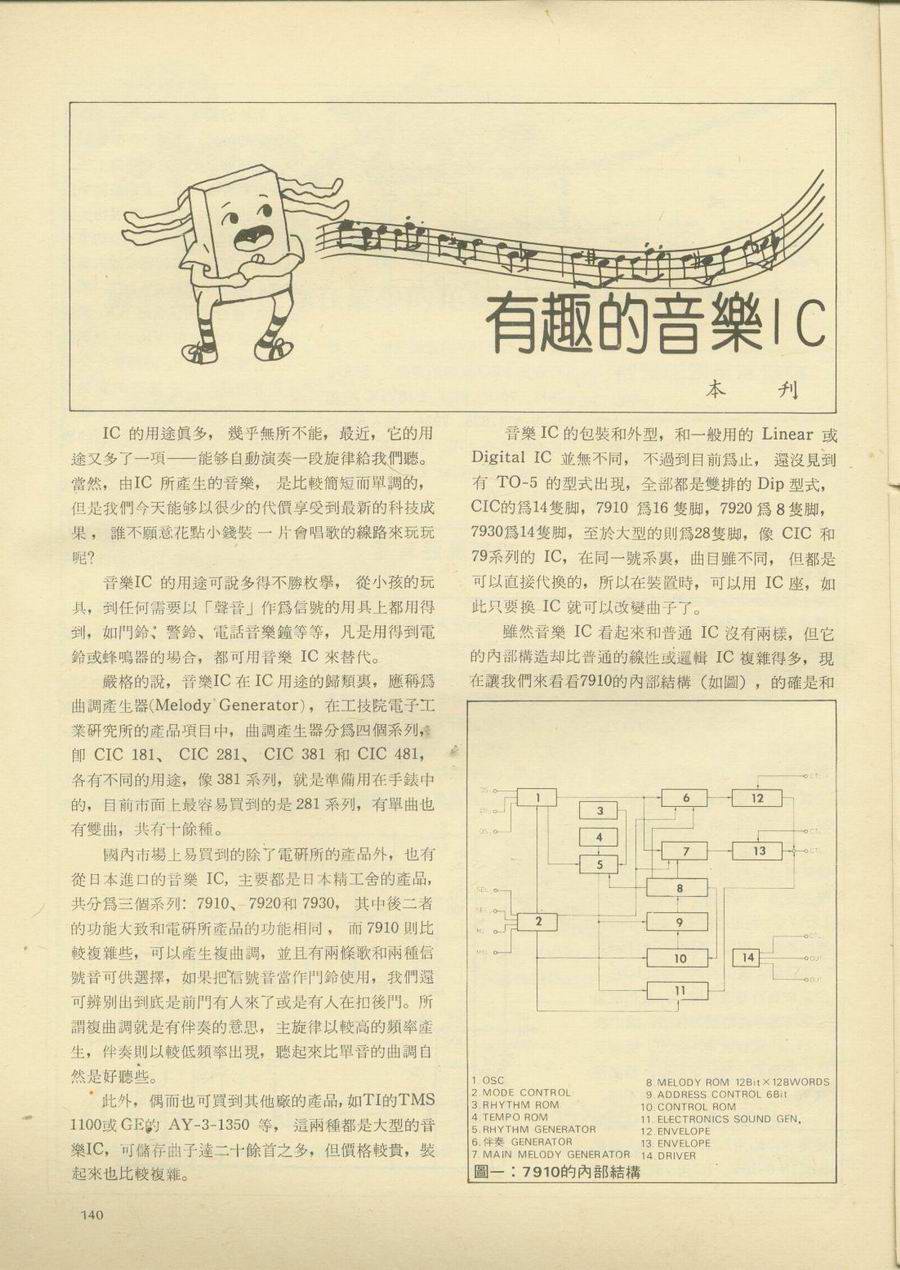 有趣的音樂IC
本刋
IC 的用途眞多,幾乎無所不能,最近,它的用
途又多了一項——能够自動演奏一段旋律給我們聽。
當然,由IC 所產生的音樂,是比較簡短而單調的,
但是我們今天能够以很少的代價享受到最新的科技成
果,誰不願意花點小錢裝一片會唱歌的線路來玩玩
呢?
音樂IC 的用途可說多得不勝枚擧,從小孩的玩
具,到任何需要以「聲音」作爲信號的用具上都用得
到,如門鈴、警鈴、電話音樂鐘等等,凡是用得到電
鈴或蜂鳴器的場合,都可用音樂 IC 來替代。
嚴格的說,音樂IC 在 IC 用途的歸類裏,應稱爲
曲調產生器(Melody Generator),在工技院電子工
業研究所的產品項目中,曲調產生器分爲四個系列,
卽 CIC 181、 CIC 281、 CIC 381 和 CIC 481,
各有不同的用途,像 381 系列,就是準備用在手錶中
的,目前市面上最容易買到的是 281 系列,有單曲也
有雙曲,共有十餘種。
國內市場上易買到的除了電研所的產品外,也有
從日本進口的音樂 IC,主要都是日本精工舍的產品,
共分爲三個系列:7910、7920和 7930,其中後二者
的功能大致和電研所產品的功能相同,而 7910 則比
較複雜些,可以產生複曲調,並且有兩條歌和兩種信
號音可供選擇,如果把信號音當作門鈴使用,我們還
可辨別出到底是前門有人來了或是有人在扣後門。所
謂複曲調就是有伴奏的意思,主旋律以較高的頻率產
生,伴奏則以較低頻率出現,聽起來比單音的曲調自
然是好聽些。
此外,偶而也可買到其他廠的產品,如TI的TMS
1100或 GE的 AY-3-1350 等,這兩種都是大型的音
樂IC,可儲存曲子達二十餘首之多,但價格較貴,裝
起來也比較複雜。
音樂 IC 的包裝和外型,和一般用的 Linear 或
Digital IC 並無不同,不過到目前爲止,還沒見到
有 TO-5 的型式出現,全部都是雙排的 Dip 型式,
CIC的爲14隻脚,7910 爲16 隻脚,7920 爲 8 隻脚,
7930爲14隻脚,至於大型的則爲28隻脚,像 CIC 和
79系列的 IC,在同一號系裏,曲目雖不同,但都是
可以直接代換的,所以在裝置時,可以用 IC 座,如
此只要換 IC 就可以改變曲子了。
雖然音樂 IC 看起來和普通 IC 沒有兩樣,但它
的內部構造却比普通的線性或邏輯 IC 複雜得多,現
在讓我們來看看7910的內部結構(如圖),的確是和
1
2
3
4
5
6
7
8
9
10
11
12
13
14
1 OSC
2 MODE CONTROL
3 RHYTHM ROM
4 TEMPO ROM
5. RHYTHM GENERATOR
6. 伴奏 GENERATOR
7. MAIN MELODY GENERATOR
8. MELODY ROM 12Bit×128WORDS
9. ADDRESS CONTROL 6Bit
10. CONTROL ROM
11. ELECTRONICS SOUND GEN,
12. ENVELOPE
13. ENVELOPE
14. DRIVER
圖一:7910的內部結構
140